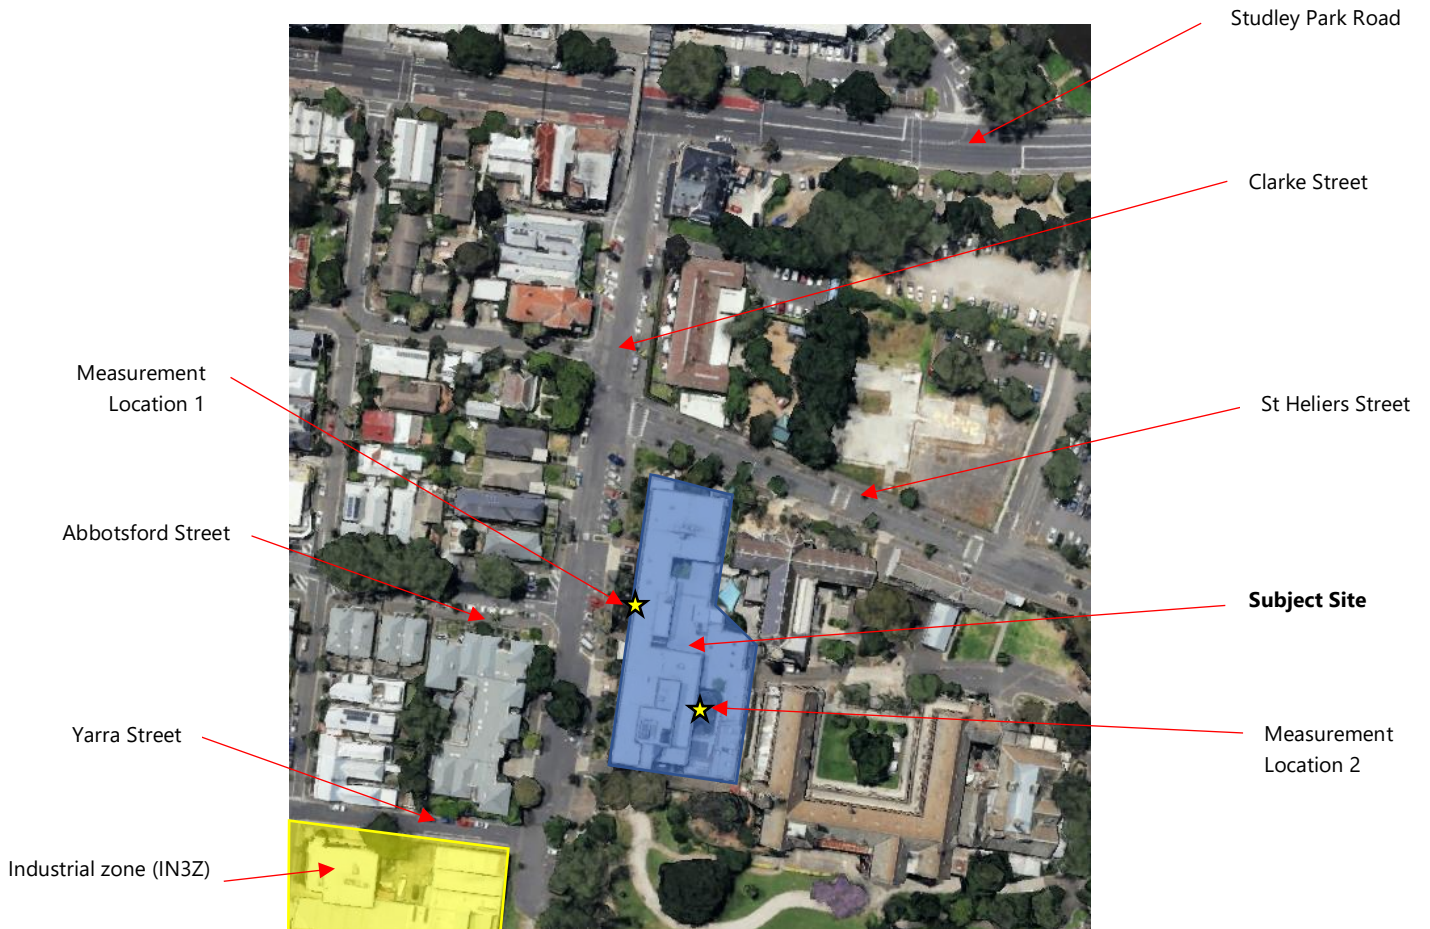 Studley Park Road
Clarke Street
Measurement
Location 1
St Heliers Street
Abbotsford Street
Subject Site
Yarra Street
Measurement
Location 2
Industrial zone (IN3Z)